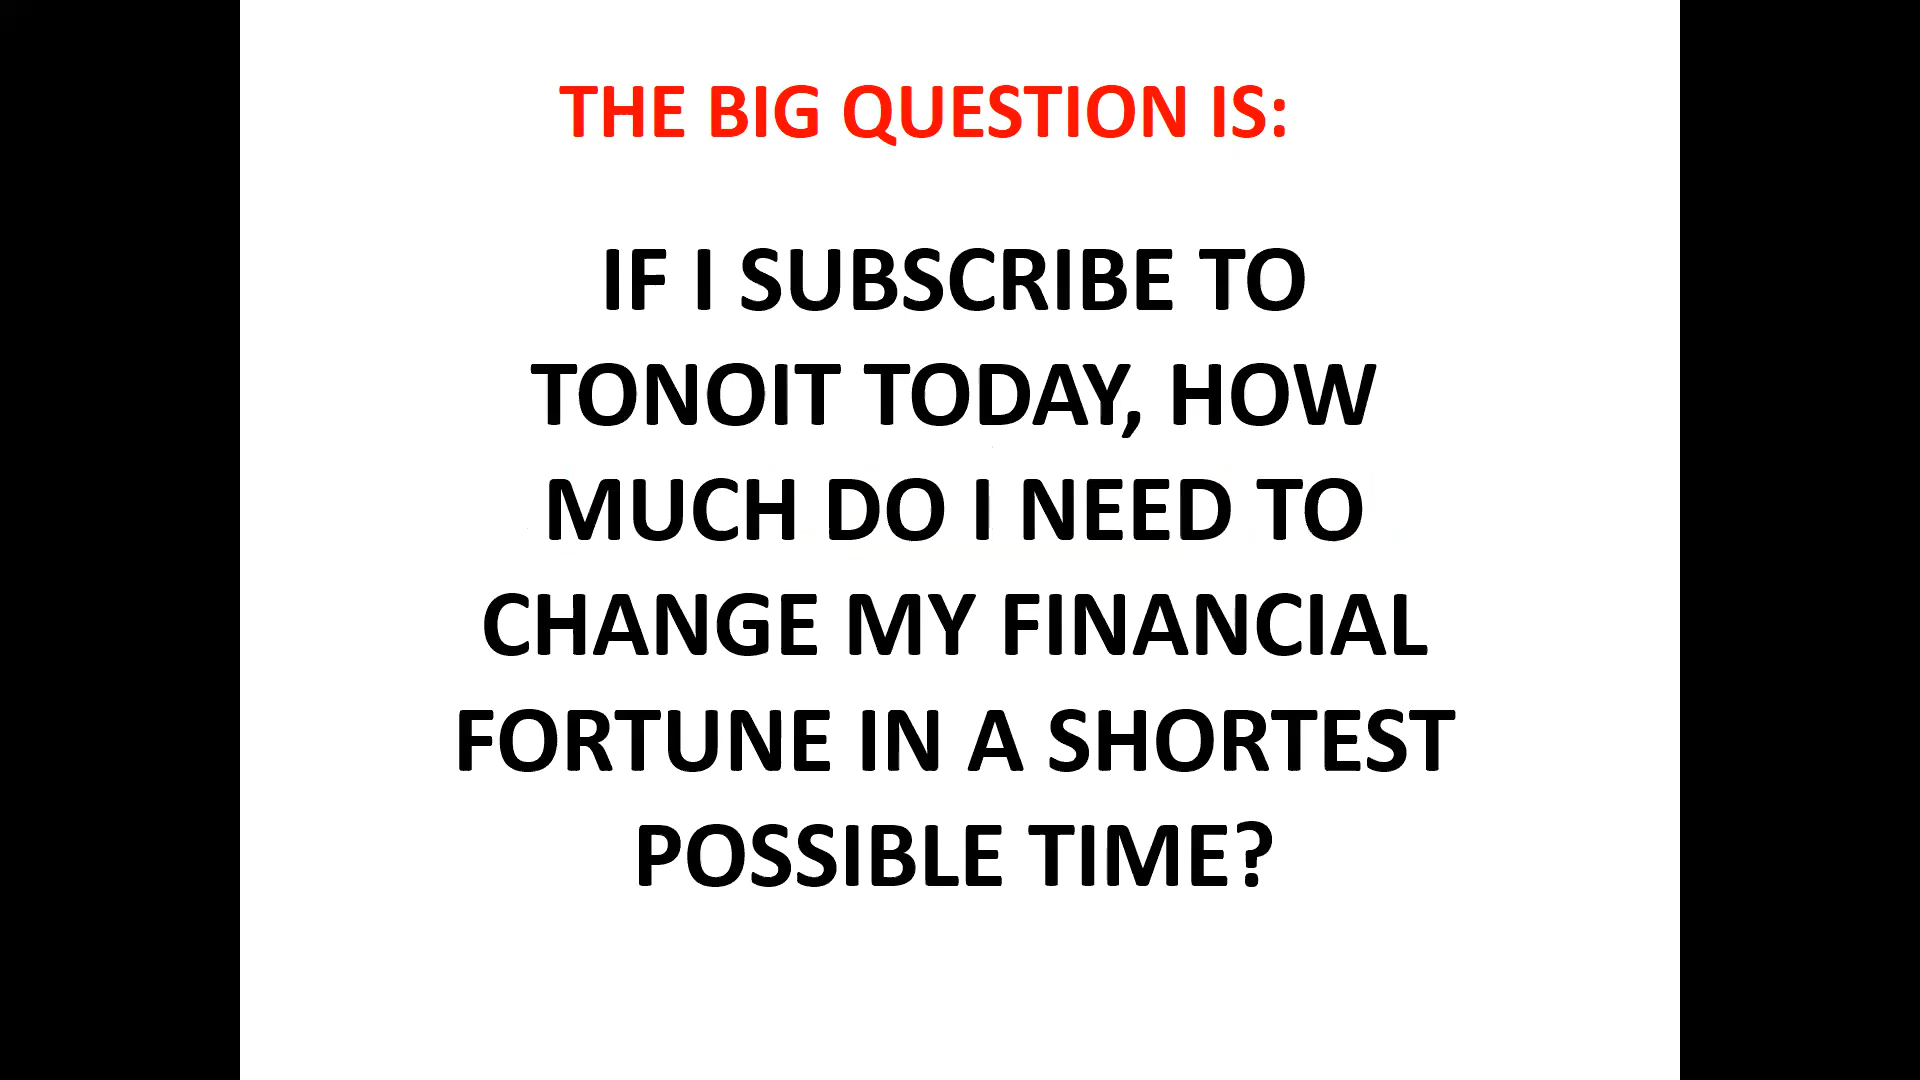 THE BIG QUESTION IS:
IF I SUBSCRIBE TO
TONOIT TODAY, HOW
MUCH DO I NEED TO
CHANGE MY FINANCIAL
FORTUNE IN A SHORTEST
POSSIBLE TIME?